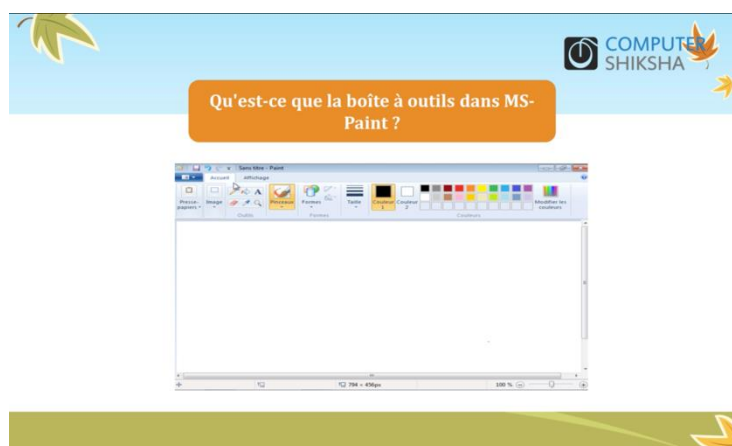 COMPUTER
SHIKSHA
Qu'est-ce que la boîte à outils dans MS-
Paint ?
Sans titre - Paint
Accueil Affichage
Presse-papiers Image Pinceaux Formes Taille Couleur 1 Couleur 2 Modifier les couleurs
Outils Formes Couleurs
794 × 456px 100 %